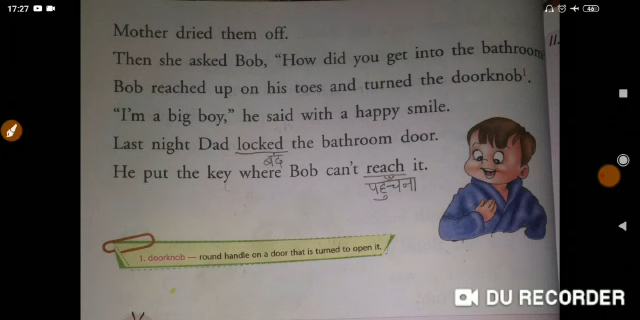 17:27
46
11.
Mother dried them off.
Then she asked Bob, "How did you get into the bathroom
Bob reached up on his toes and turned the doorknob¹.
"I'm a big boy," he said with a happy smile.
Last night Dad locked the bathroom door.
बंद
He put the key where Bob can't reach it.
पहुँचना
1. doorknob — round handle on a door that is turned to open it.
DU RECORDER